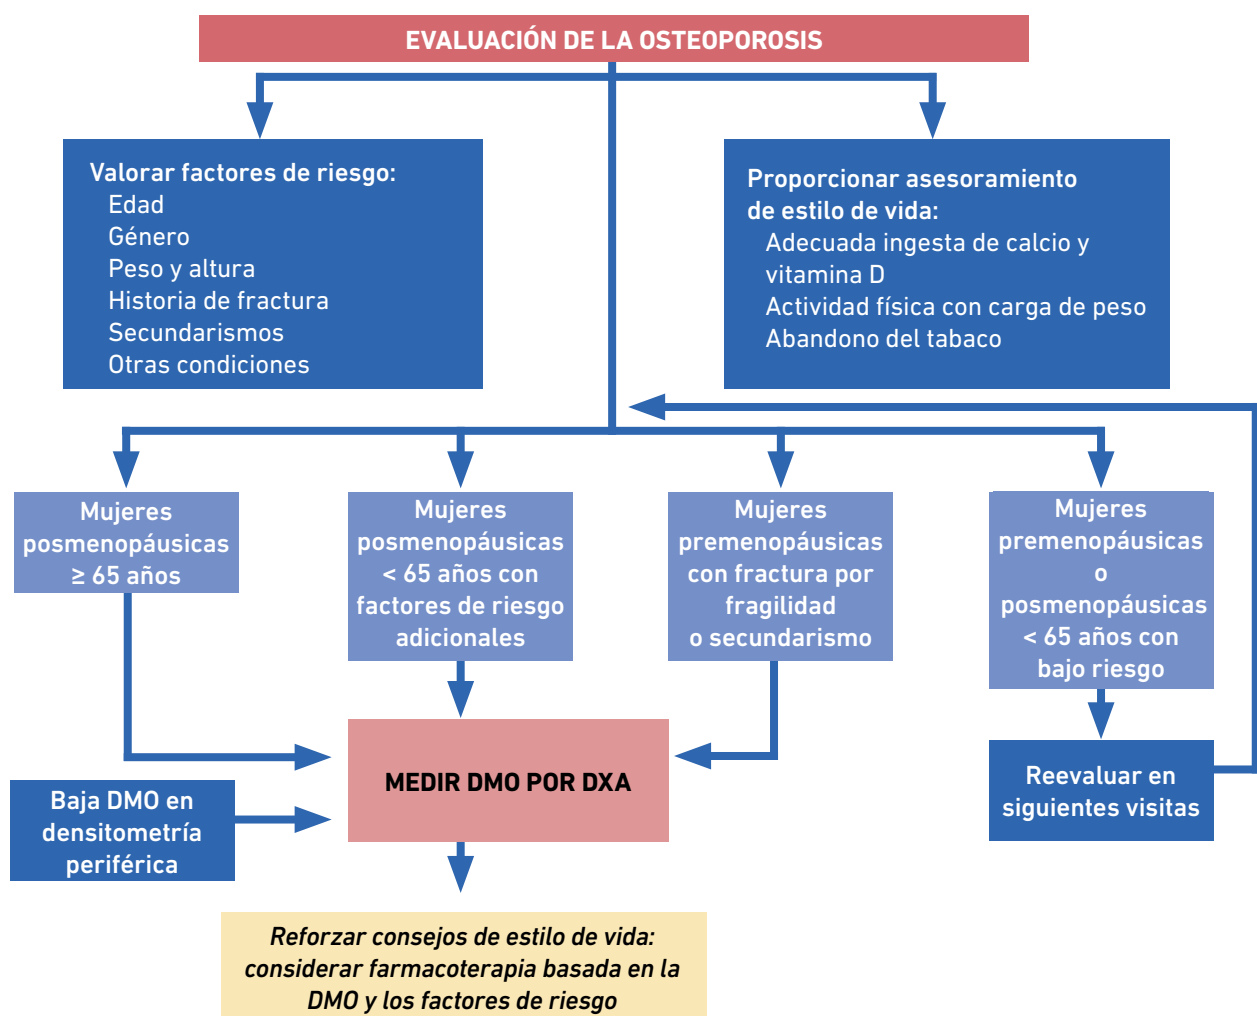 EVALUACIÓN DE LA OSTEOPOROSIS
Valorar factores de riesgo:
Edad
Género
Peso y altura
Historia de fractura
Secundarismos
Otras condiciones
Proporcionar asesoramiento
de estilo de vida:
Adecuada ingesta de calcio y
vitamina D
Actividad física con carga de peso
Abandono del tabaco
Mujeres
posmenopáusicas
≥ 65 años
Mujeres
posmenopáusicas
< 65 años con
factores de riesgo
adicionales
Mujeres
premenopáusicas
con fractura por
fragilidad
o secundarismo
Mujeres
premenopáusicas
o
posmenopáusicas
< 65 años con
bajo riesgo
MEDIR DMO POR DXA
Reevaluar en
siguientes visitas
Baja DMO en
densitometría
periférica
Reforzar consejos de estilo de vida:
considerar farmacoterapia basada en la
DMO y los factores de riesgo